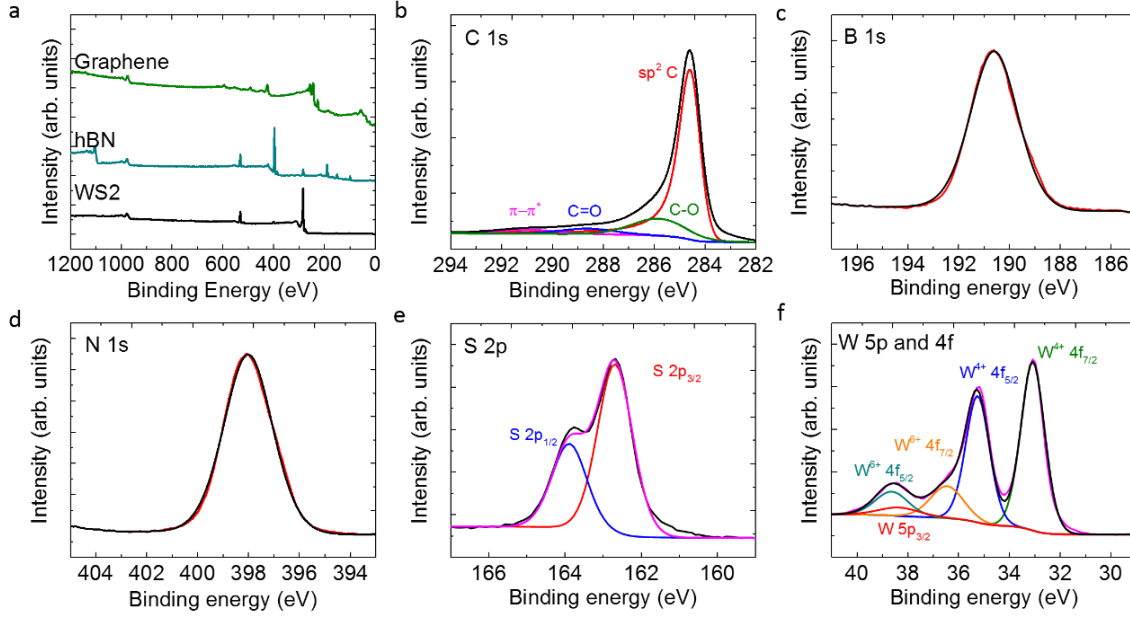 a
Intensity (arb. units)
Graphene
hBN
WS2
1200 1000 800 600 400 200 0
Binding Energy (eV)
b
Intensity (arb. units)
C 1s
sp² C
π−π*
C=O
C-O
294 292 290 288 286 284 282
Binding energy (eV)
c
Intensity (arb. units)
B 1s
196 194 192 190 188 186
Binding energy (eV)
d
Intensity (arb. units)
N 1s
404 402 400 398 396 394
Binding energy (eV)
e
Intensity (arb. units)
S 2p
S 2p3/2
S 2p1/2
166 164 162 160
Binding energy (eV)
f
Intensity (arb. units)
W 5p and 4f
W⁴⁺ 4f7/2
W⁴⁺ 4f5/2
W⁶⁺ 4f7/2
W⁶⁺ 4f5/2
W 5p3/2
40 38 36 34 32 30
Binding energy (eV)